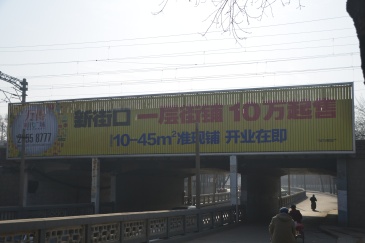 新街口 一层街铺 10万起售
10-45m²准现铺 开业在即